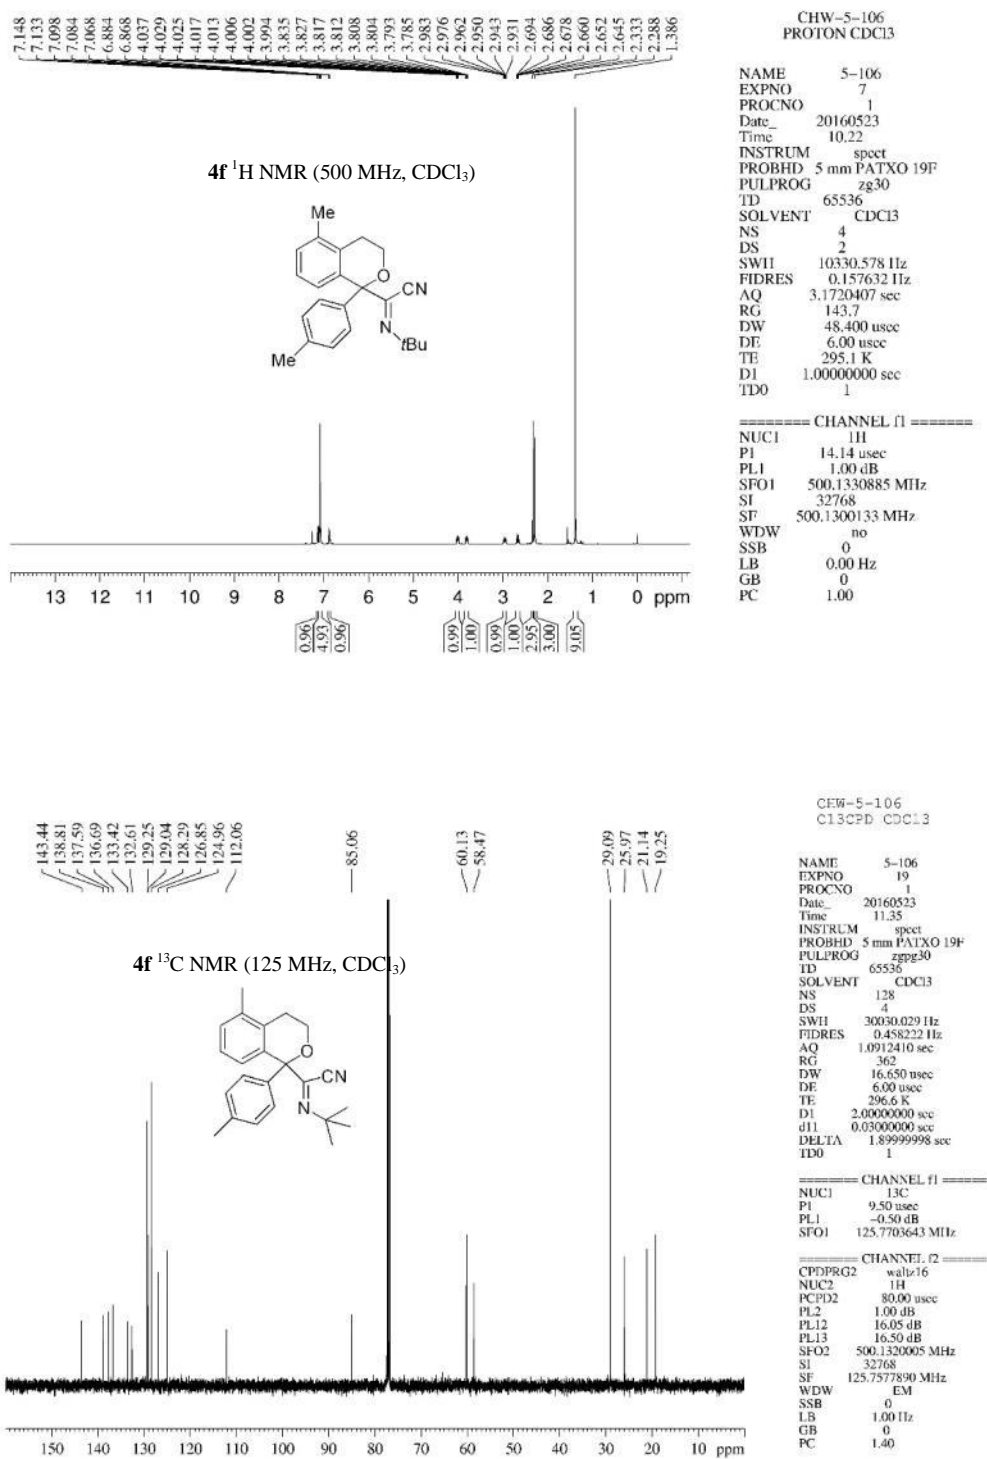 7.148
7.133
7.098
7.084
7.068
6.884
6.868
4.037
4.029
4.025
4.017
4.013
4.006
4.002
3.994
3.835
3.827
3.817
3.812
3.808
3.804
3.793
3.785
2.983
2.976
2.962
2.950
2.943
2.931
2.694
2.686
2.678
2.660
2.652
2.645
2.333
2.288
1.386
CHW-5-106
PROTON CDCl3
NAME 5-106
EXPNO 7
PROCNO 1
Date_ 20160523
Time 10.22
INSTRUM spect
PROBHD 5 mm PATXO 19F
PULPROG zg30
TD 65536
SOLVENT CDCl3
NS 4
DS 2
SWH 10330.578 Hz
FIDRES 0.157632 Hz
AQ 3.1720407 sec
RG 143.7
DW 48.400 usec
DE 6.00 usec
TE 295.1 K
D1 1.00000000 sec
TD0 1
======== CHANNEL f1 =======
NUC1 1H
P1 14.14 usec
PL1 1.00 dB
SFO1 500.1330885 MHz
SI 32768
SF 500.1300133 MHz
WDW no
SSB 0
LB 0.00 Hz
GB 0
PC 1.00
4f ¹H NMR (500 MHz, CDCl₃)
Me
O
CN
N
tBu
Me
13 12 11 10 9 8 7 6 5 4 3 2 1 0 ppm
0.96
4.93
0.96
0.99
1.00
0.99
1.00
2.95
3.00
9.05
143.44
138.81
137.59
136.69
133.42
132.61
129.25
129.04
128.29
126.85
124.96
112.06
85.06
60.13
58.47
29.09
25.97
21.14
19.25
CHW-5-106
C13CPD CDCl3
NAME 5-106
EXPNO 19
PROCNO 1
Date_ 20160523
Time 11.35
INSTRUM spect
PROBHD 5 mm PATXO 19F
PULPROG zgpg30
TD 65536
SOLVENT CDCl3
NS 128
DS 4
SWH 30030.029 Hz
FIDRES 0.458222 Hz
AQ 1.0912410 sec
RG 362
DW 16.650 usec
DE 6.00 usec
TE 296.6 K
D1 2.00000000 sec
d11 0.03000000 sec
DELTA 1.89999998 sec
TD0 1
======== CHANNEL f1 ======
NUC1 13C
P1 9.50 usec
PL1 -0.50 dB
SFO1 125.7703643 MHz
======== CHANNEL f2 ======
CPDPRG2 waltz16
NUC2 1H
PCPD2 80.00 usec
PL2 1.00 dB
PL12 16.05 dB
PL13 16.50 dB
SFO2 500.1320005 MHz
SI 32768
SF 125.7577890 MHz
WDW EM
SSB 0
LB 1.00 Hz
GB 0
PC 1.40
4f ¹³C NMR (125 MHz, CDCl₃)
O
CN
N
150 140 130 120 110 100 90 80 70 60 50 40 30 20 10 ppm